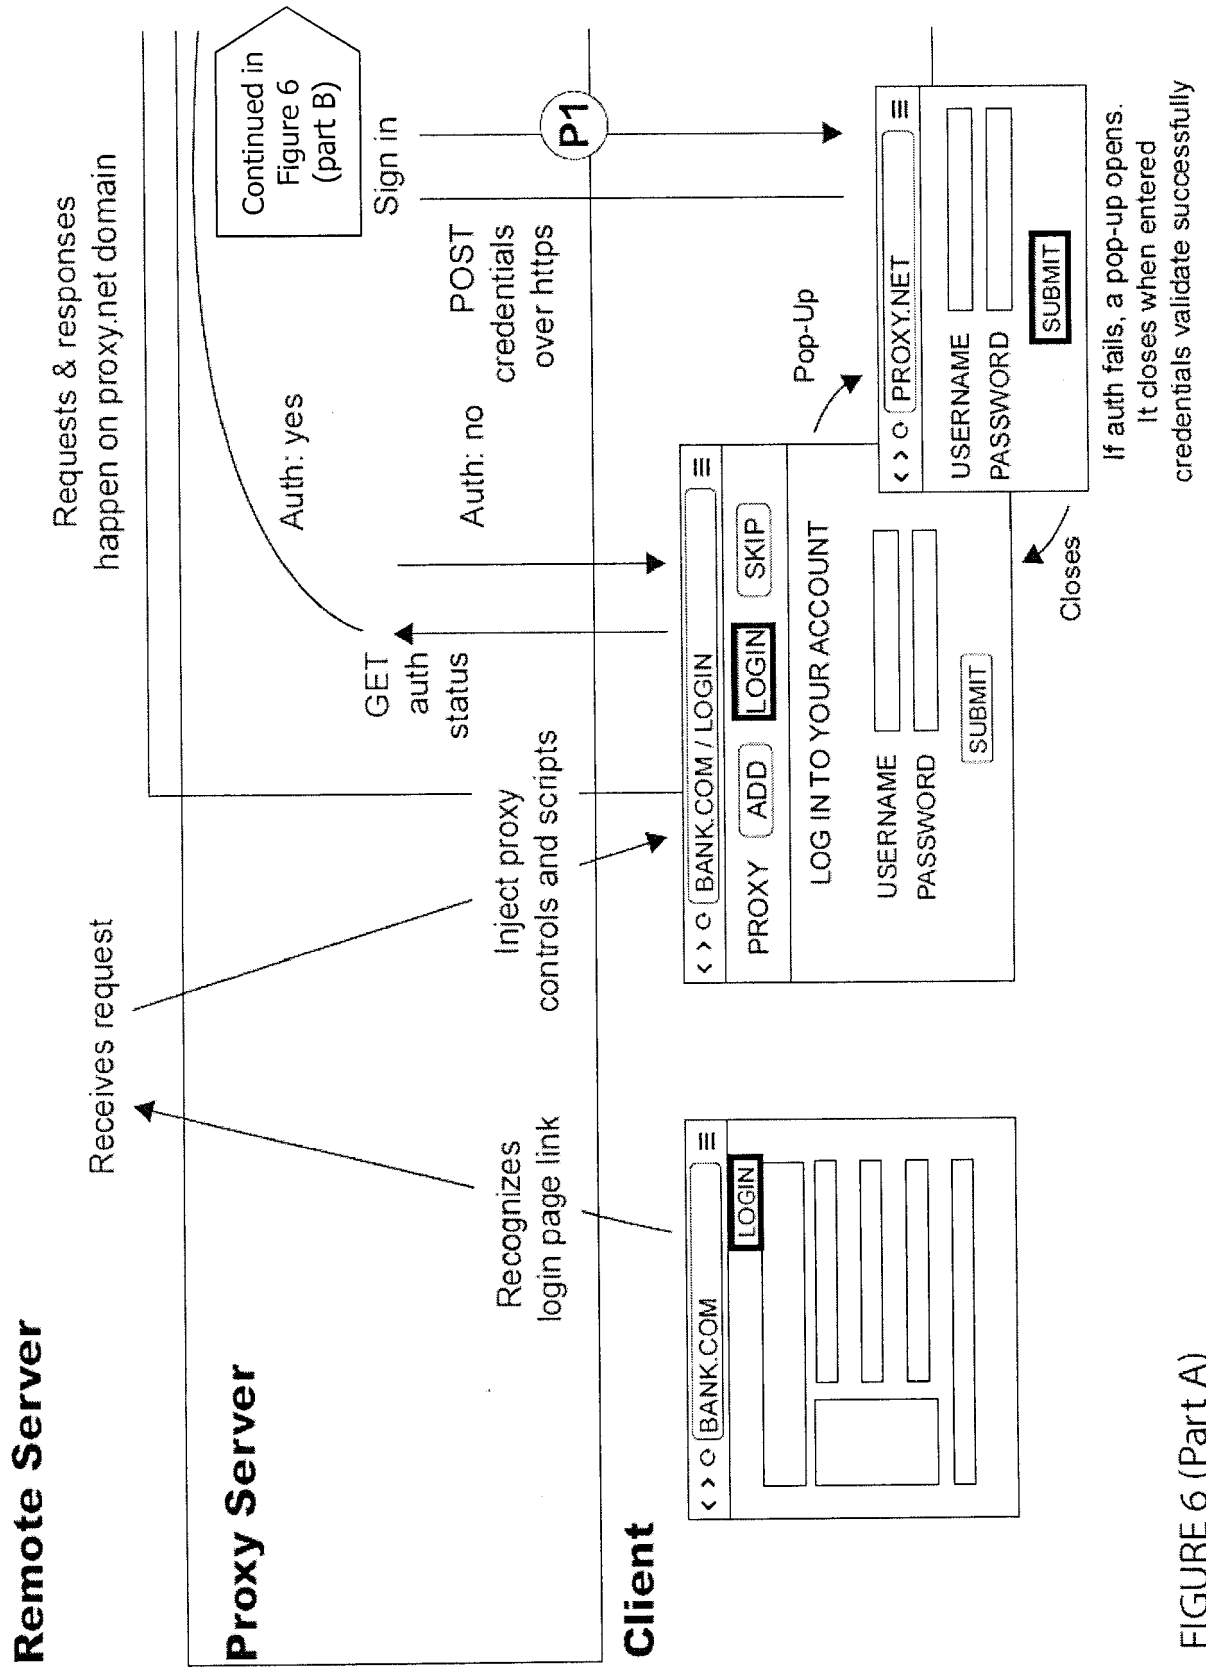 Remote Server
Receives request
Requests & responses
happen on proxy.net domain
Proxy Server
Recognizes
login page link
Inject proxy
controls and scripts
GET
auth
status
Auth: yes
Auth: no
Continued in
Figure 6
(part B)
Sign in
POST
credentials
over https
P1
Client
BANK.COM
LOGIN
BANK.COM / LOGIN
PROXY ADD LOGIN SKIP
LOG IN TO YOUR ACCOUNT
USERNAME
PASSWORD
SUBMIT
Pop-Up
Closes
PROXY.NET
USERNAME
PASSWORD
SUBMIT
If auth fails, a pop-up opens.
It closes when entered
credentials validate successfully
FIGURE 6 (Part A)